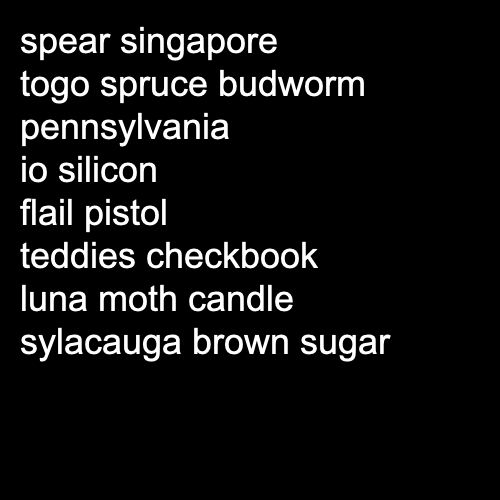 spear singapore
togo spruce budworm
pennsylvania
io silicon
flail pistol
teddies checkbook
luna moth candle
sylacauga brown sugar